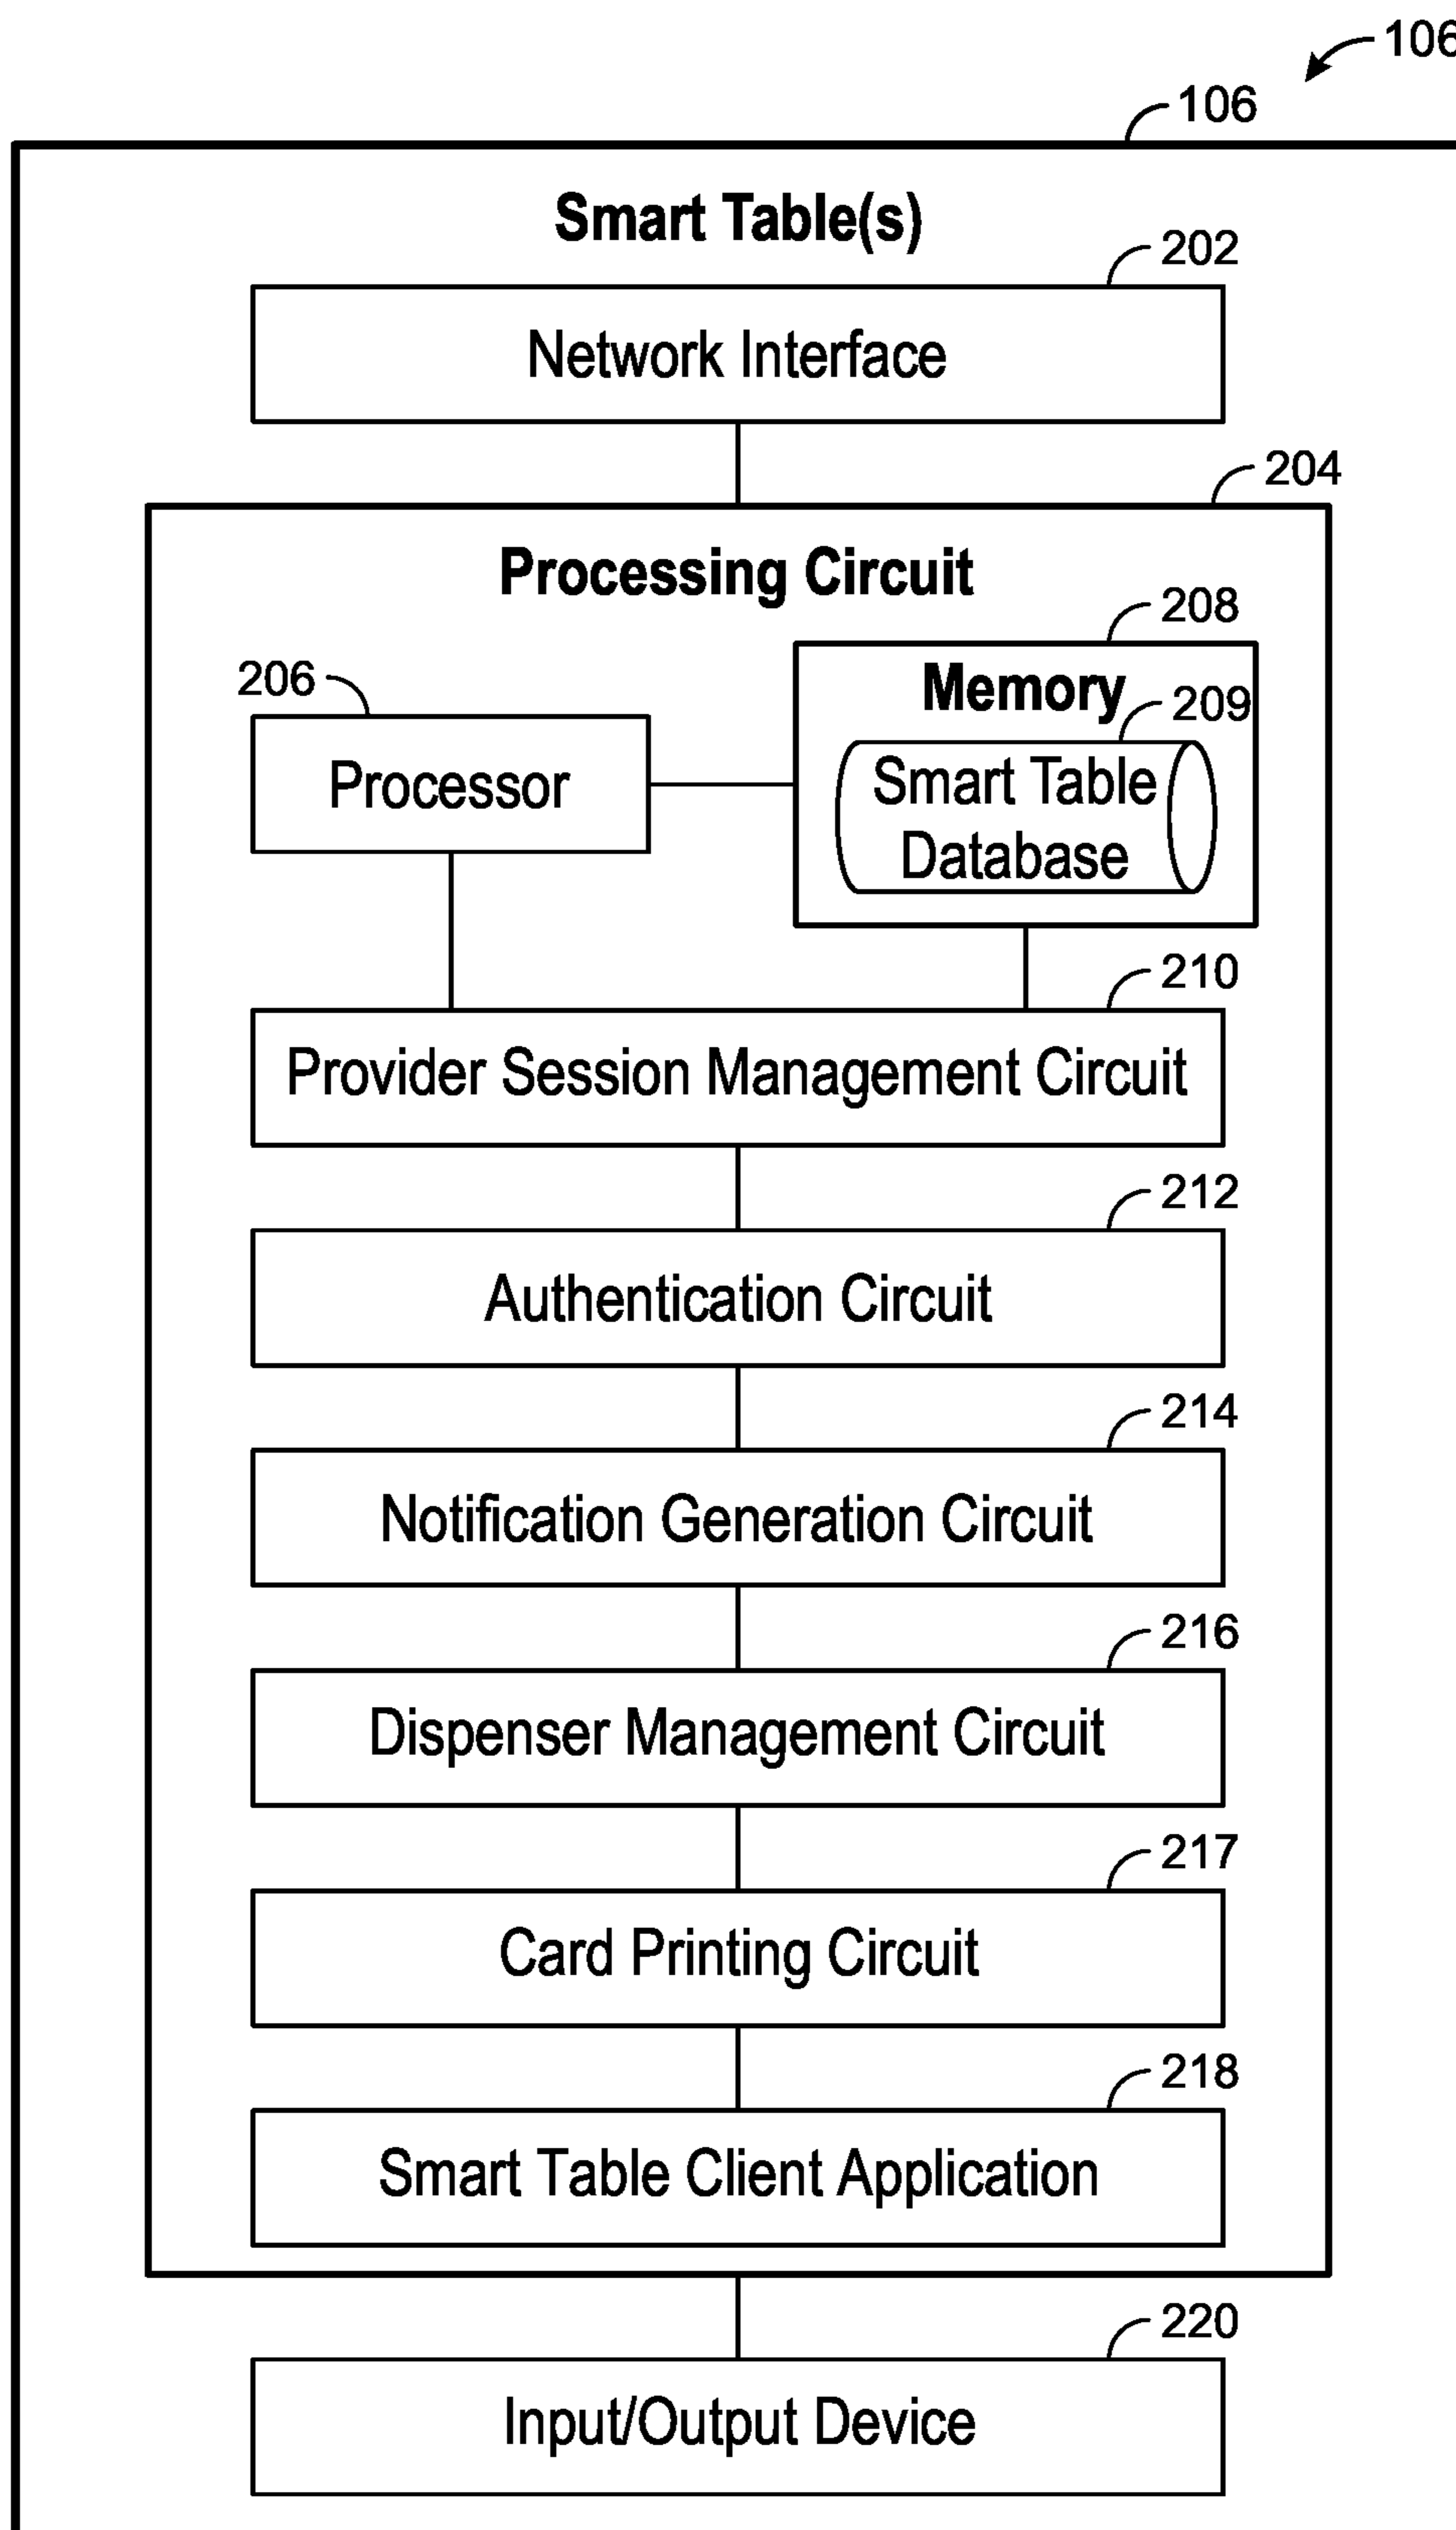 106
106
Smart Table(s)
202
Network Interface
204
Processing Circuit
208
206
Memory
209
Processor
Smart Table
Database
210
Provider Session Management Circuit
212
Authentication Circuit
214
Notification Generation Circuit
216
Dispenser Management Circuit
217
Card Printing Circuit
218
Smart Table Client Application
220
Input/Output Device